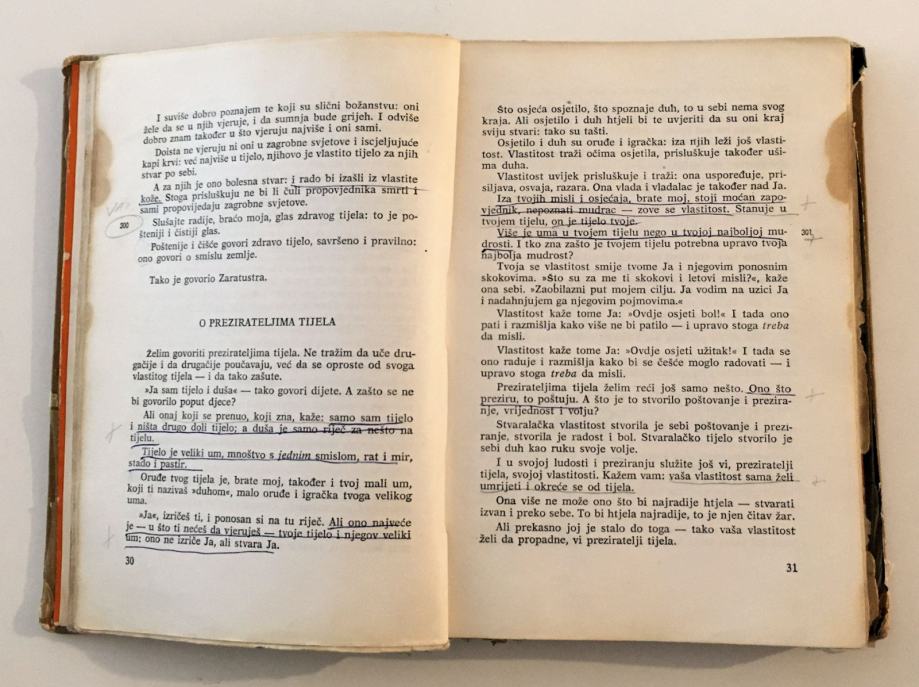 I suviše dobro poznajem te koji su slični božanstvu: oni
žele da se u njih vjeruje, i da sumnja bude grijeh. I odviše
dobro znam također u što vjeruju najviše i oni sami.
Doista ne vjeruju ni oni u zagrobne svjetove i iscjeljujuće
kapi krvi: već najviše u tijelo, njihovo je vlastito tijelo za njih
stvar po sebi.
A za njih je ono bolesna stvar: i rado bi izašli iz vlastite
kože. Stoga prisluškuju ne bi li čuli propovjednika smrti i
sami propovijedaju zagrobne svjetove.
Slušajte radije, braćo moja, glas zdravog tijela: to je po-
200
šteniji i čistiji glas.
Poštenije i čišće govori zdravo tijelo, savršeno i pravilno:
ono govori o smislu zemlje.
Tako je govorio Zaratustra.
O PREZIRATELJIMA TIJELA
Želim govoriti prezirateljima tijela. Ne tražim da uče dru-
gačije i da drugačije poučavaju, već da se oproste od svoga
vlastitog tijela — i da tako zašute.
»Ja sam tijelo i duša« — tako govori dijete. A zašto se ne
bi govorilo poput djece?
Ali onaj koji se prenuo, koji zna, kaže: samo sam tijelo
i ništa drugo doli tijelo; a duša je samo riječ za nešto na
tijelu.
Tijelo je veliki um, mnoštvo s jednim smislom, rat i mir,
stado i pastir.
Oruđe tvog tijela je, brate moj, također i tvoj mali um,
koji ti nazivaš »duhom«, malo oruđe i igračka tvoga velikog
uma.
»Ja«, izričeš ti, i ponosan si na tu riječ. Ali ono najveće
je — u što ti nećeš da vjeruješ — tvoje tijelo i njegov veliki
um; ono ne izriče Ja, ali stvara Ja.
30
Što osjeća osjetilo, što spoznaje duh, to u sebi nema svog
kraja. Ali osjetilo i duh htjeli bi te uvjeriti da su oni kraj
sviju stvari: tako su tašti.
Osjetilo i duh su oruđe i igračka: iza njih leži još vlasti-
tost. Vlastitost traži očima osjetila, prisluškuje također uši-
ma duha.
Vlastitost uvijek prisluškuje i traži: ona uspoređuje, pri-
siljava, osvaja, razara. Ona vlada i vladalac je također nad Ja.
Iza tvojih misli i osjećaja, brate moj, stoji moćan zapo-
vjednik, nepoznati mudrac — zove se vlastitost. Stanuje u
tvojem tijelu, on je tijelo tvoje.
Više je uma u tvojem tijelu nego u tvojoj najboljoj mu-
301
drosti. I tko zna zašto je tvojem tijelu potrebna upravo tvoja
najbolja mudrost?
Tvoja se vlastitost smije tvome Ja i njegovim ponosnim
skokovima. »Što su za me ti skokovi i letovi misli?«, kaže
ona sebi. »Zaobilazni put mojem cilju. Ja vodim na uzici Ja
i nadahnjujem ga njegovim pojmovima.«
Vlastitost kaže tome Ja: »Ovdje osjeti bol!« I tada ono
pati i razmišlja kako više ne bi patilo — i upravo stoga treba
da misli.
Vlastitost kaže tome Ja: »Ovdje osjeti užitak!« I tada se
ono raduje i razmišlja kako bi se češće moglo radovati — i
upravo stoga treba da misli.
Prezirateljima tijela želim reći još samo nešto. Ono što
preziru, to poštuju. A što je to stvorilo poštovanje i prezira-
nje, vrijednost i volju?
Stvaralačka vlastitost stvorila je sebi poštovanje i prezi-
ranje, stvorila je radost i bol. Stvaralačko tijelo stvorilo je
sebi duh kao ruku svoje volje.
I u svojoj ludosti i preziranju služite još vi, preziratelji
tijela, svojoj vlastitosti. Kažem vam: vaša vlastitost sama želi
umrijeti i okreće se od tijela.
Ona više ne može ono što bi najradije htjela — stvarati
izvan i preko sebe. To bi htjela najradije, to je njen čitav žar.
Ali prekasno joj je stalo do toga — tako vaša vlastitost
želi da propadne, vi preziratelji tijela.
31